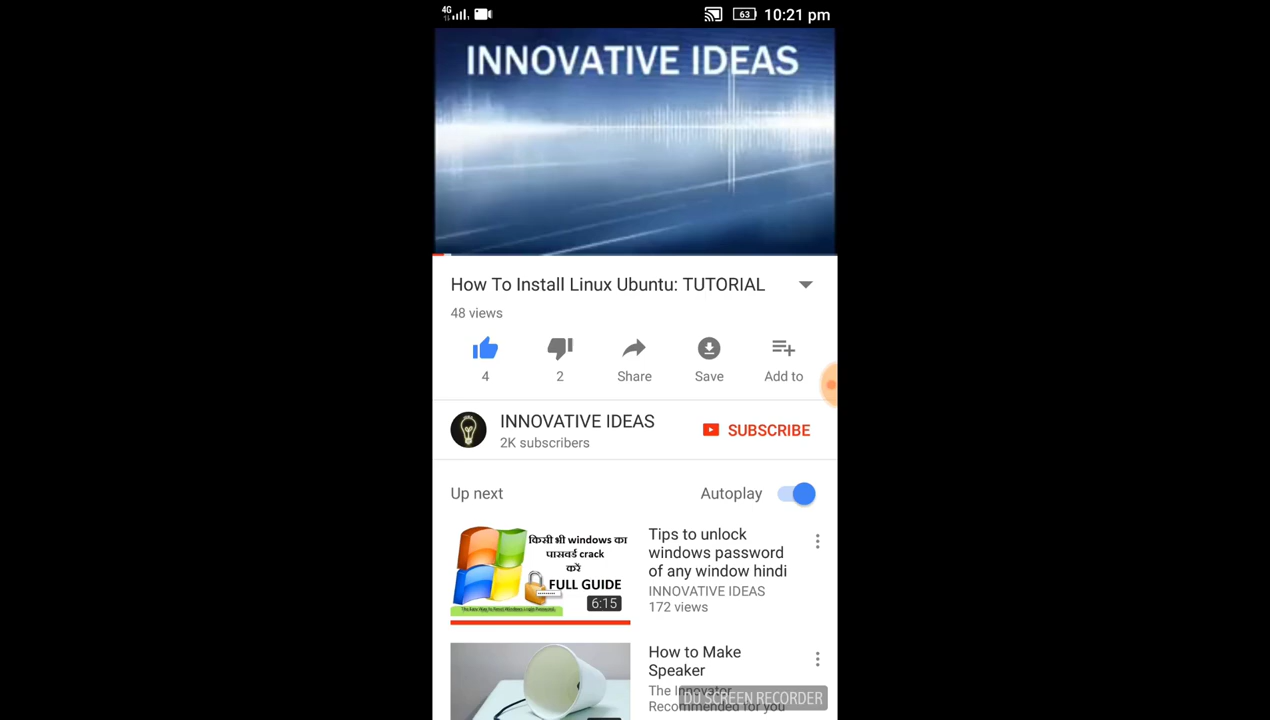 4G
63 10:21 pm
INNOVATIVE IDEAS
How To Install Linux Ubuntu: TUTORIAL
48 views
4
2
Share
Save
Add to
INNOVATIVE IDEAS
2K subscribers
SUBSCRIBE
Up next
Autoplay
किसी भी windows का
पासवर्ड crack
करें
FULL GUIDE
6:15
Tips to unlock
windows password
of any window hindi
INNOVATIVE IDEAS
172 views
How to Make
Speaker
The Innovator
Recommended for you
DU SCREEN RECORDER